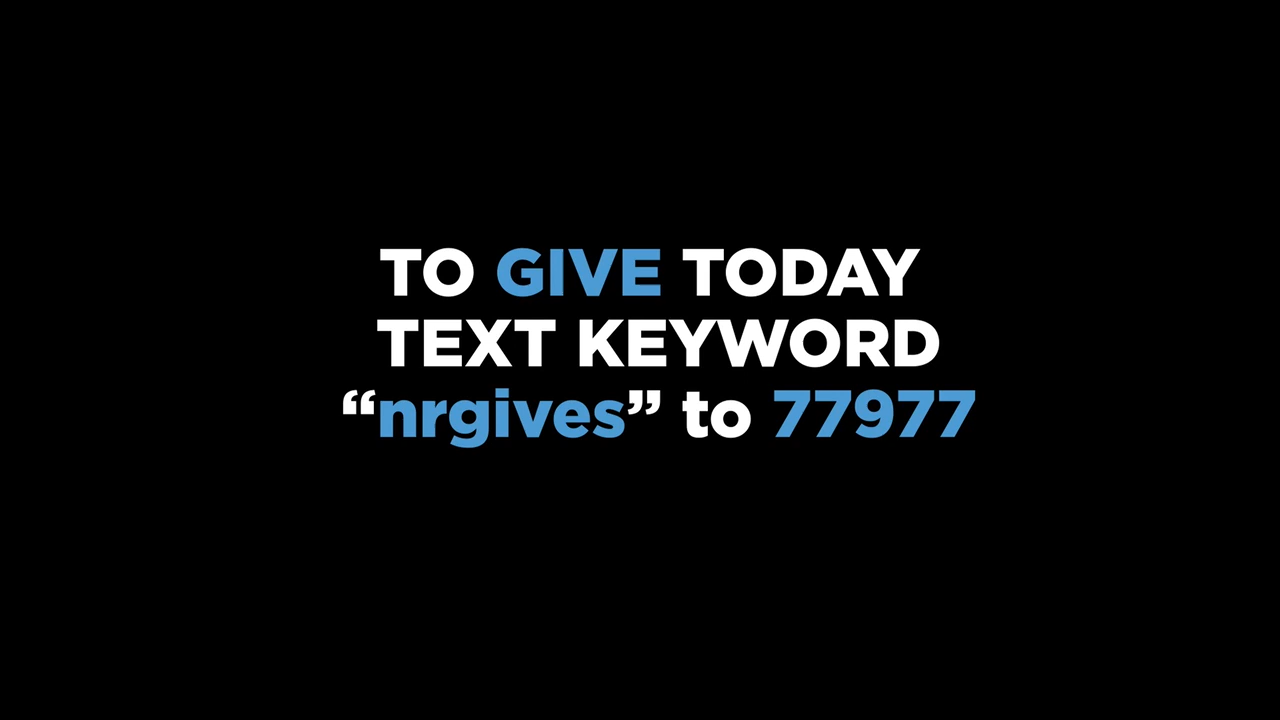 TO GIVE TODAY
TEXT KEYWORD
“nrgives” to 77977